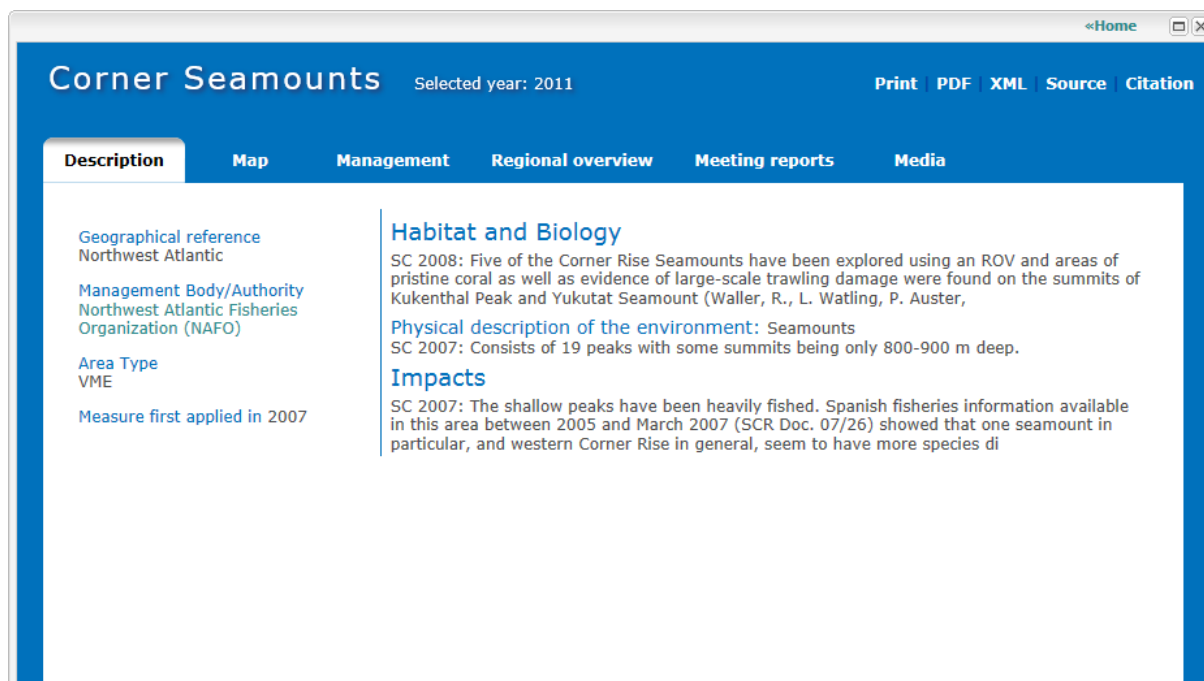 «Home
Corner Seamounts Selected year: 2011
Print | PDF | XML | Source | Citation
Description Map Management Regional overview Meeting reports Media
Geographical reference
Northwest Atlantic
Management Body/Authority
Northwest Atlantic Fisheries
Organization (NAFO)
Area Type
VME
Measure first applied in 2007
Habitat and Biology
SC 2008: Five of the Corner Rise Seamounts have been explored using an ROV and areas of
pristine coral as well as evidence of large-scale trawling damage were found on the summits of
Kukenthal Peak and Yukutat Seamount (Waller, R., L. Watling, P. Auster,
Physical description of the environment: Seamounts
SC 2007: Consists of 19 peaks with some summits being only 800-900 m deep.
Impacts
SC 2007: The shallow peaks have been heavily fished. Spanish fisheries information available
in this area between 2005 and March 2007 (SCR Doc. 07/26) showed that one seamount in
particular, and western Corner Rise in general, seem to have more species di